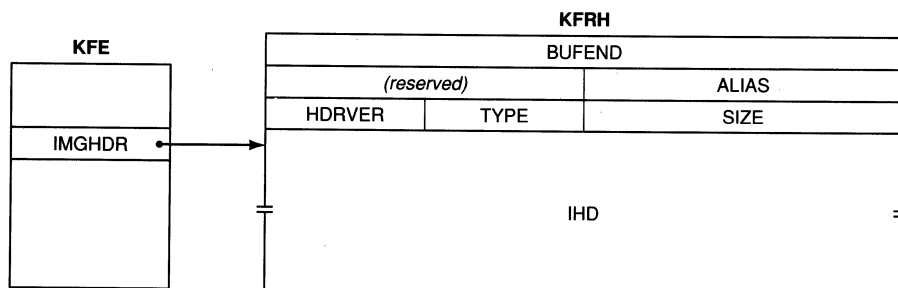 KFRH
KFE
BUFEND
(reserved) ALIAS
HDRVER TYPE SIZE
IMGHDR
IHD